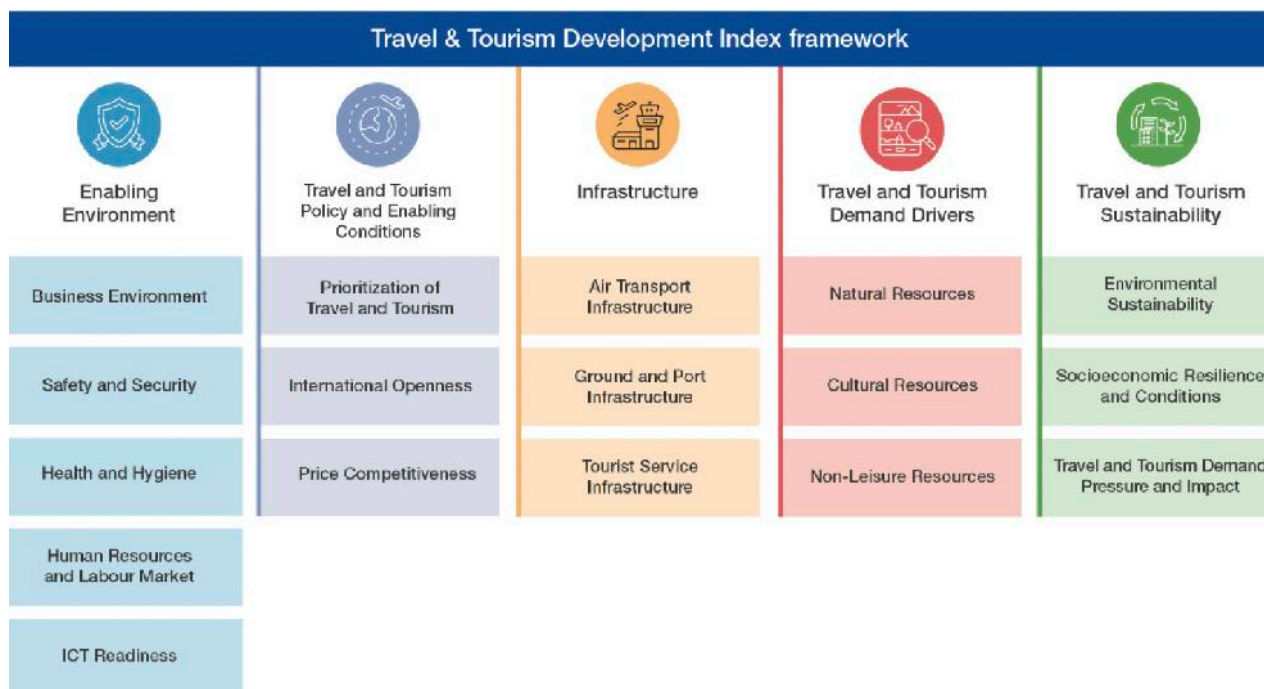 Travel & Tourism Development Index framework
Enabling
Environment
Business Environment
Safety and Security
Health and Hygiene
Human Resources
and Labour Market
ICT Readiness
Travel and Tourism
Policy and Enabling
Conditions
Prioritization of
Travel and Tourism
International Openness
Price Competitiveness
Infrastructure
Air Transport
Infrastructure
Ground and Port
Infrastructure
Tourist Service
Infrastructure
Travel and Tourism
Demand Drivers
Natural Resources
Cultural Resources
Non-Leisure Resources
Travel and Tourism
Sustainability
Environmental
Sustainability
Socioeconomic Resilience
and Conditions
Travel and Tourism Demand
Pressure and Impact